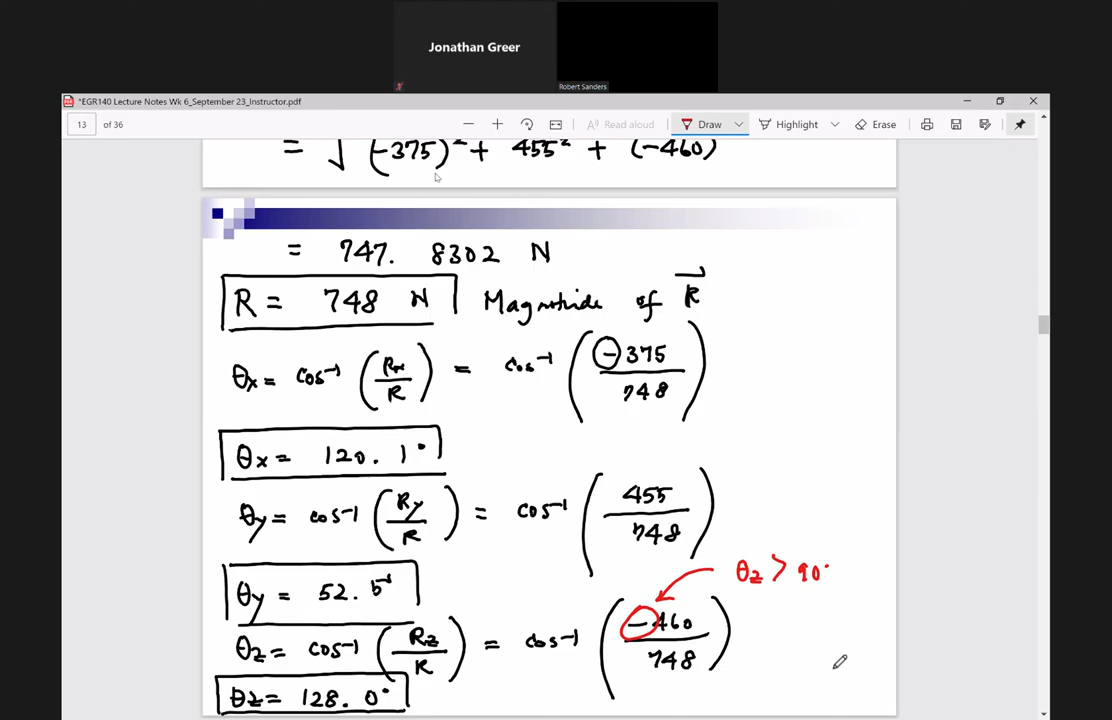 Jonathan Greer
Robert Sanders
*EGR140 Lecture Notes Wk 6_September 23_Instructor.pdf
13 of 36
Read aloud
Draw
Highlight
Erase
= √ (-375)² + 455² + (-460)
= 747. 8302 N
R = 748 N Magnitude of R⃗
θx = cos⁻¹ (Rx/R) = cos⁻¹ (-375/748)
θx = 120. 1°
θy = cos⁻¹ (Ry/R) = cos⁻¹ (455/748)
θz > 90°
θy = 52. 5°
θz = cos⁻¹ (Rz/R) = cos⁻¹ (-460/748)
θz = 128. 0°